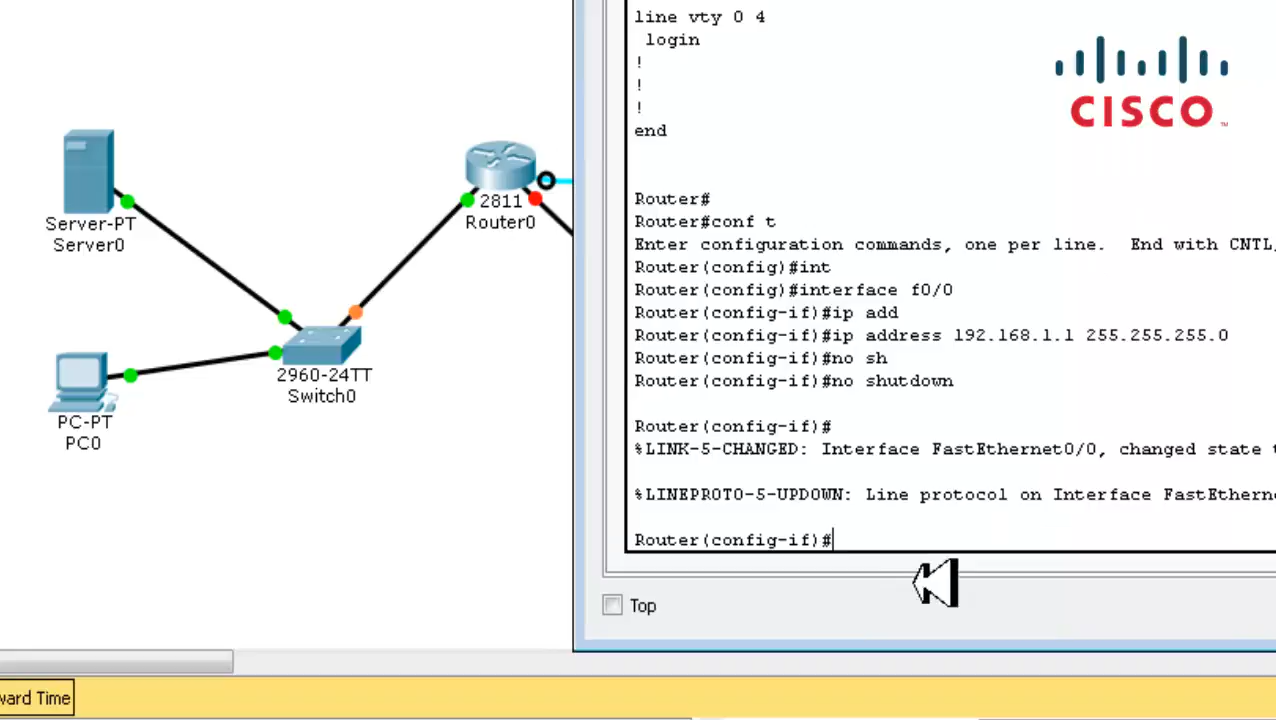 line vty 0 4
login
!
!
!
end
Router#
Router#conf t
Enter configuration commands, one per line. End with CNTL
Router(config)#int
Router(config)#interface f0/0
Router(config-if)#ip add
Router(config-if)#ip address 192.168.1.1 255.255.255.0
Router(config-if)#no sh
Router(config-if)#no shutdown
Router(config-if)#
%LINK-5-CHANGED: Interface FastEthernet0/0, changed state t
%LINEPROTO-5-UPDOWN: Line protocol on Interface FastEtherne
Router(config-if)#
Top
CISCO
Server-PT
Server0
2811
Router0
2960-24TT
Switch0
PC-PT
PC0
ward Time